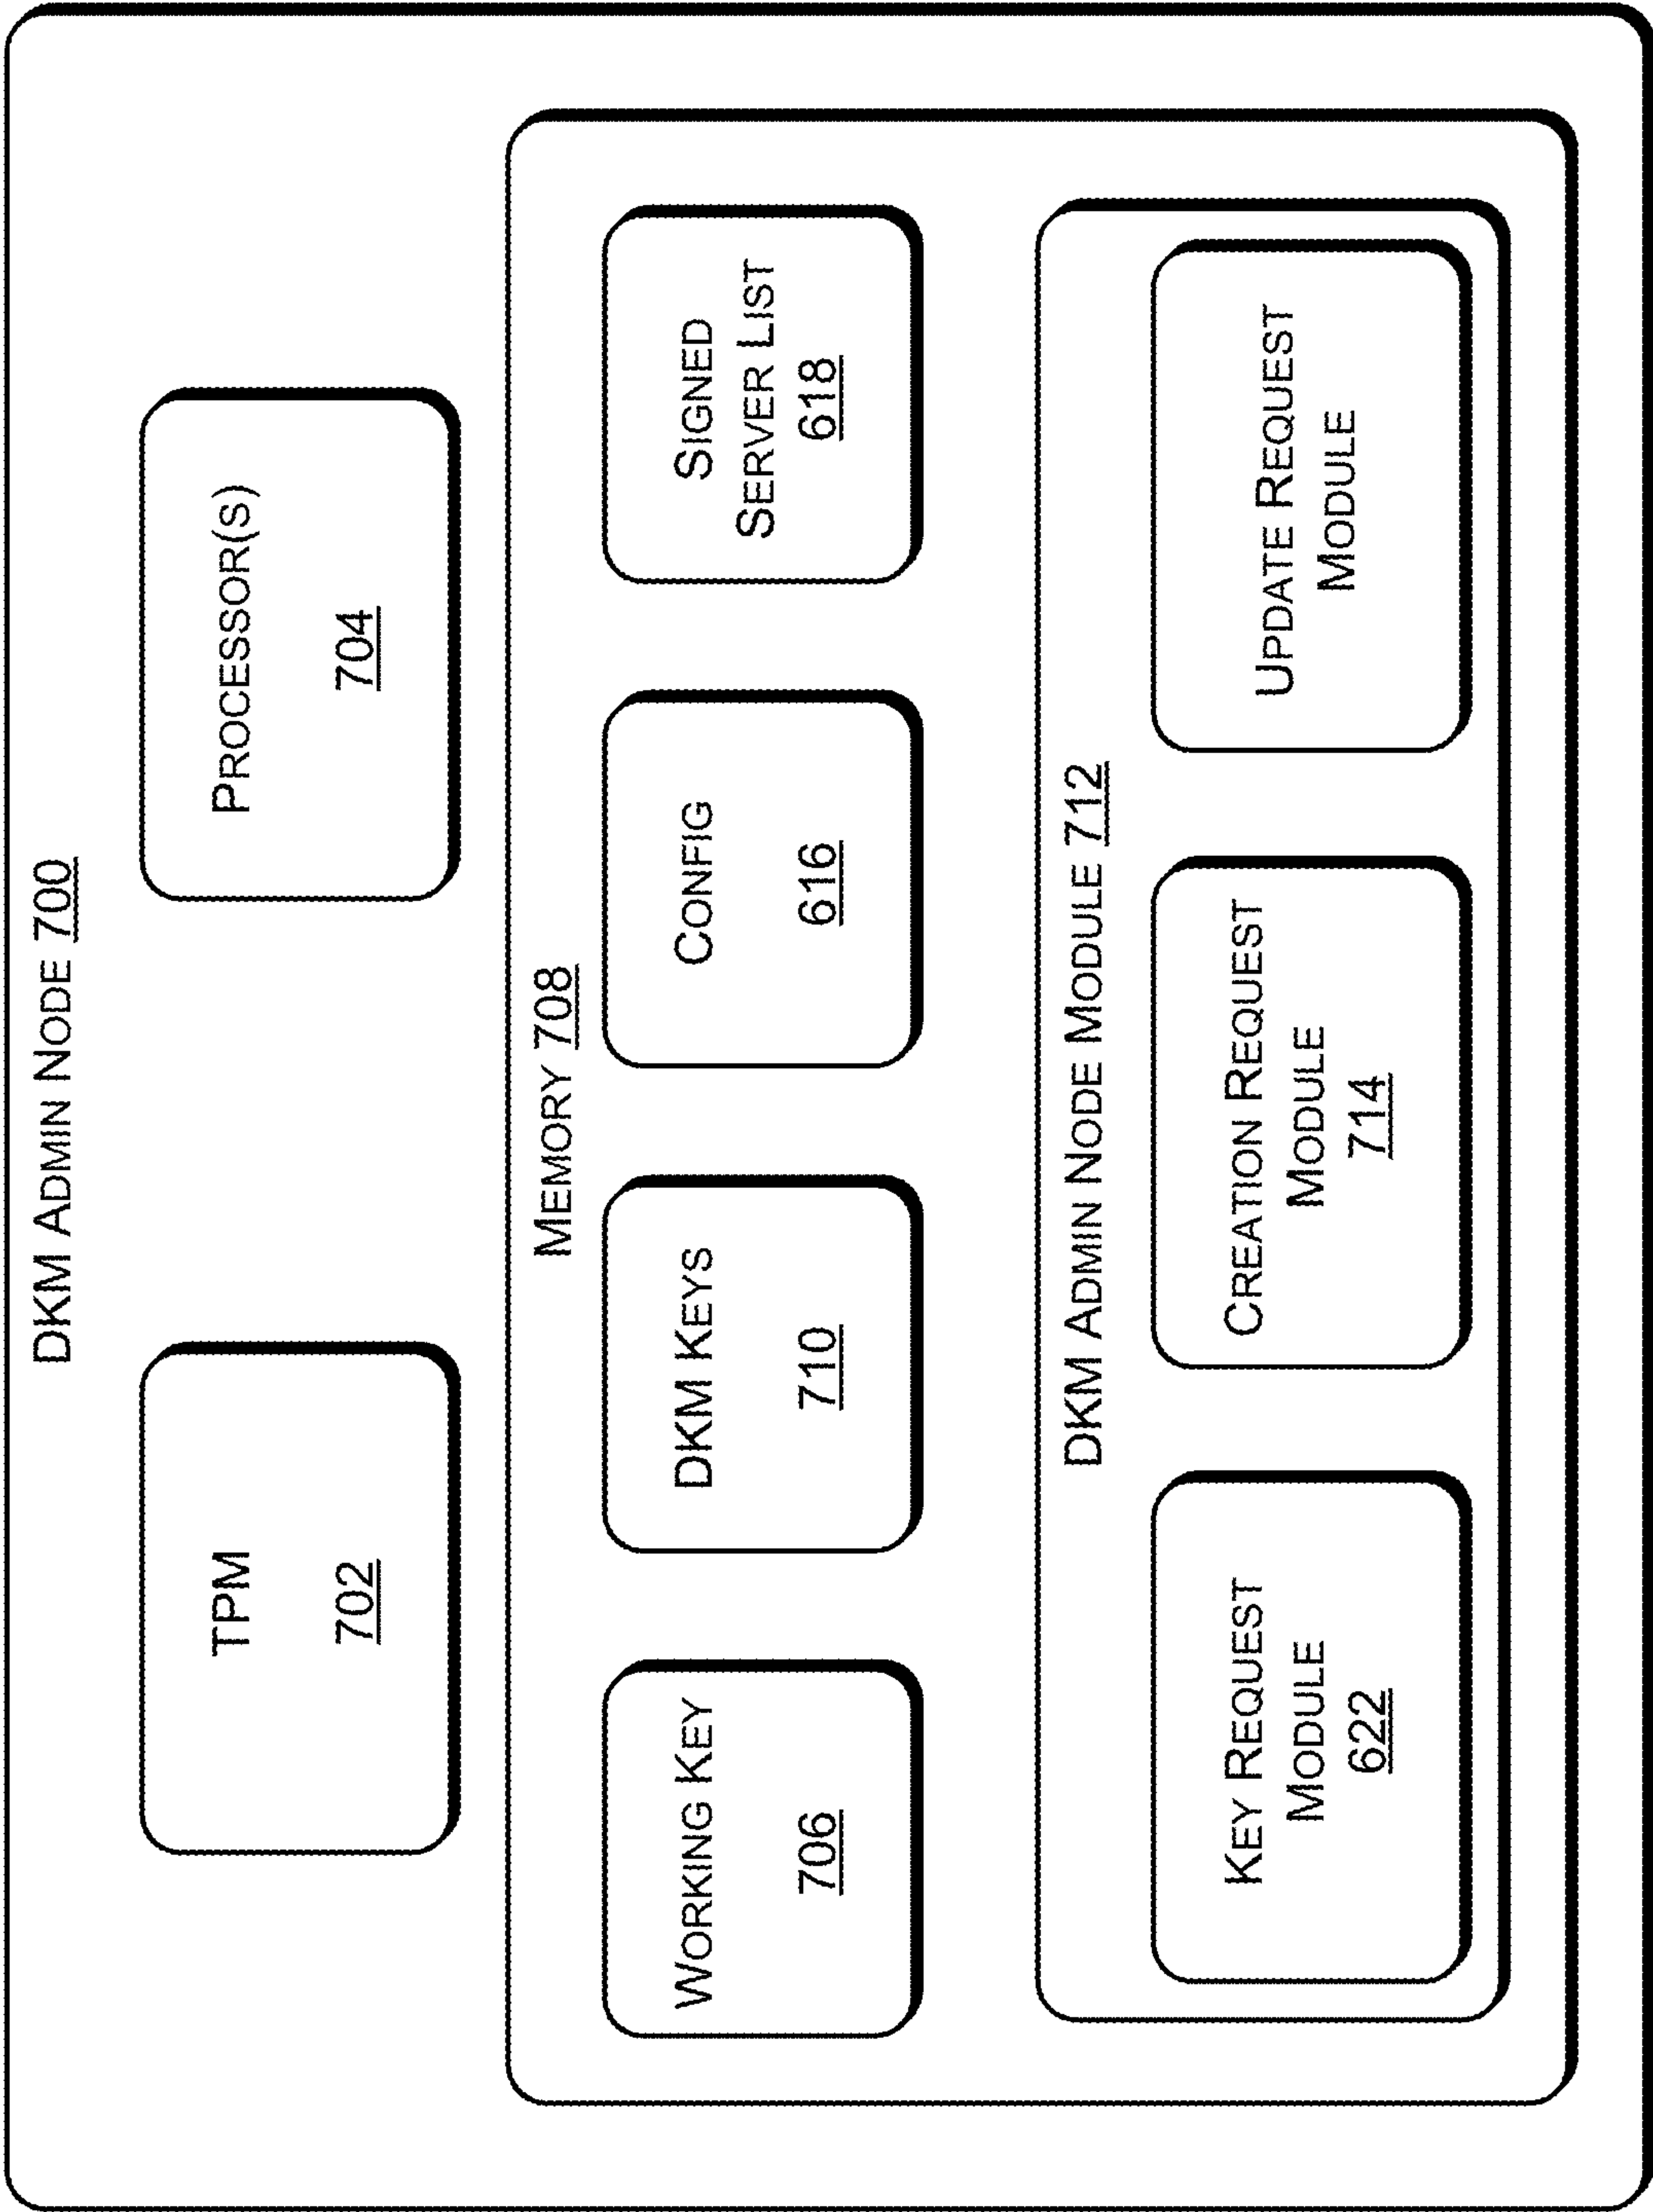 DKM ADMIN NODE 700
TPM
702
PROCESSOR(S)
704
MEMORY 708
WORKING KEY
706
DKM KEYS
710
CONFIG
616
SIGNED
SERVER LIST
618
DKM ADMIN NODE MODULE 712
KEY REQUEST
MODULE
622
CREATION REQUEST
MODULE
714
UPDATE REQUEST
MODULE